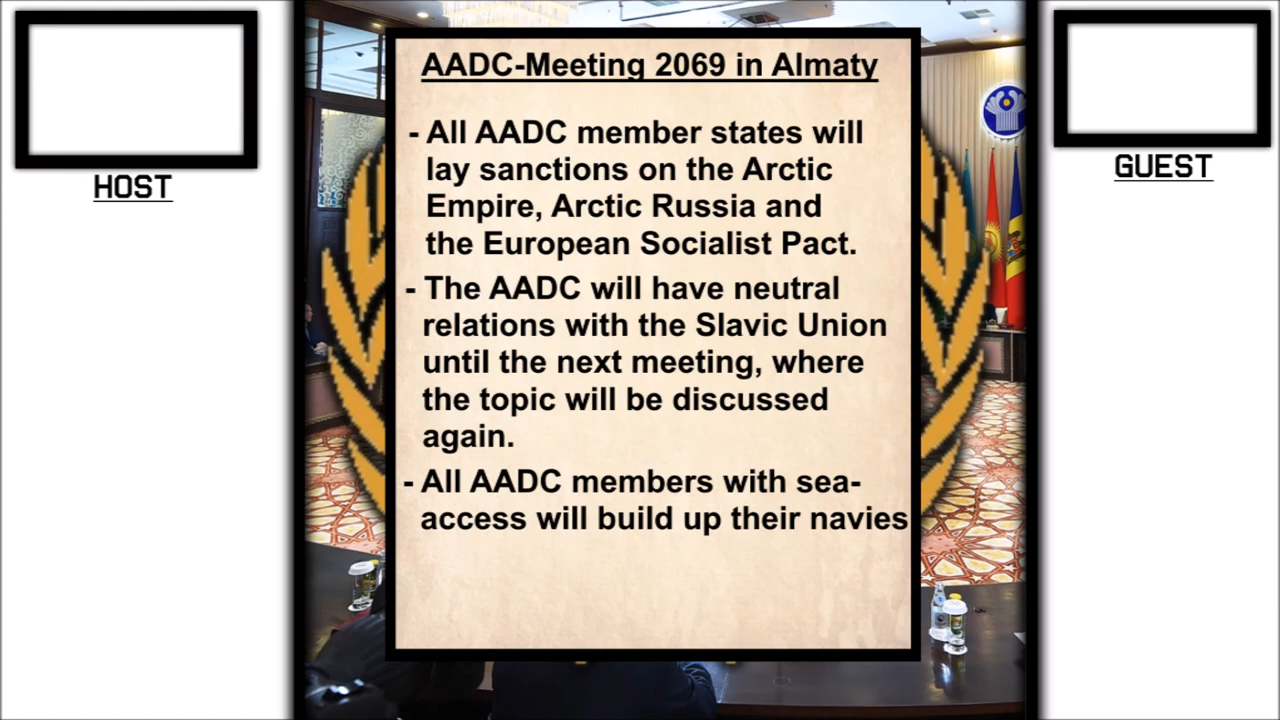 AADC-Meeting 2069 in Almaty
- All AADC member states will
lay sanctions on the Arctic
Empire, Arctic Russia and
the European Socialist Pact.
- The AADC will have neutral
relations with the Slavic Union
until the next meeting, where
the topic will be discussed
again.
- All AADC members with sea-
access will build up their navies
HOST
GUEST